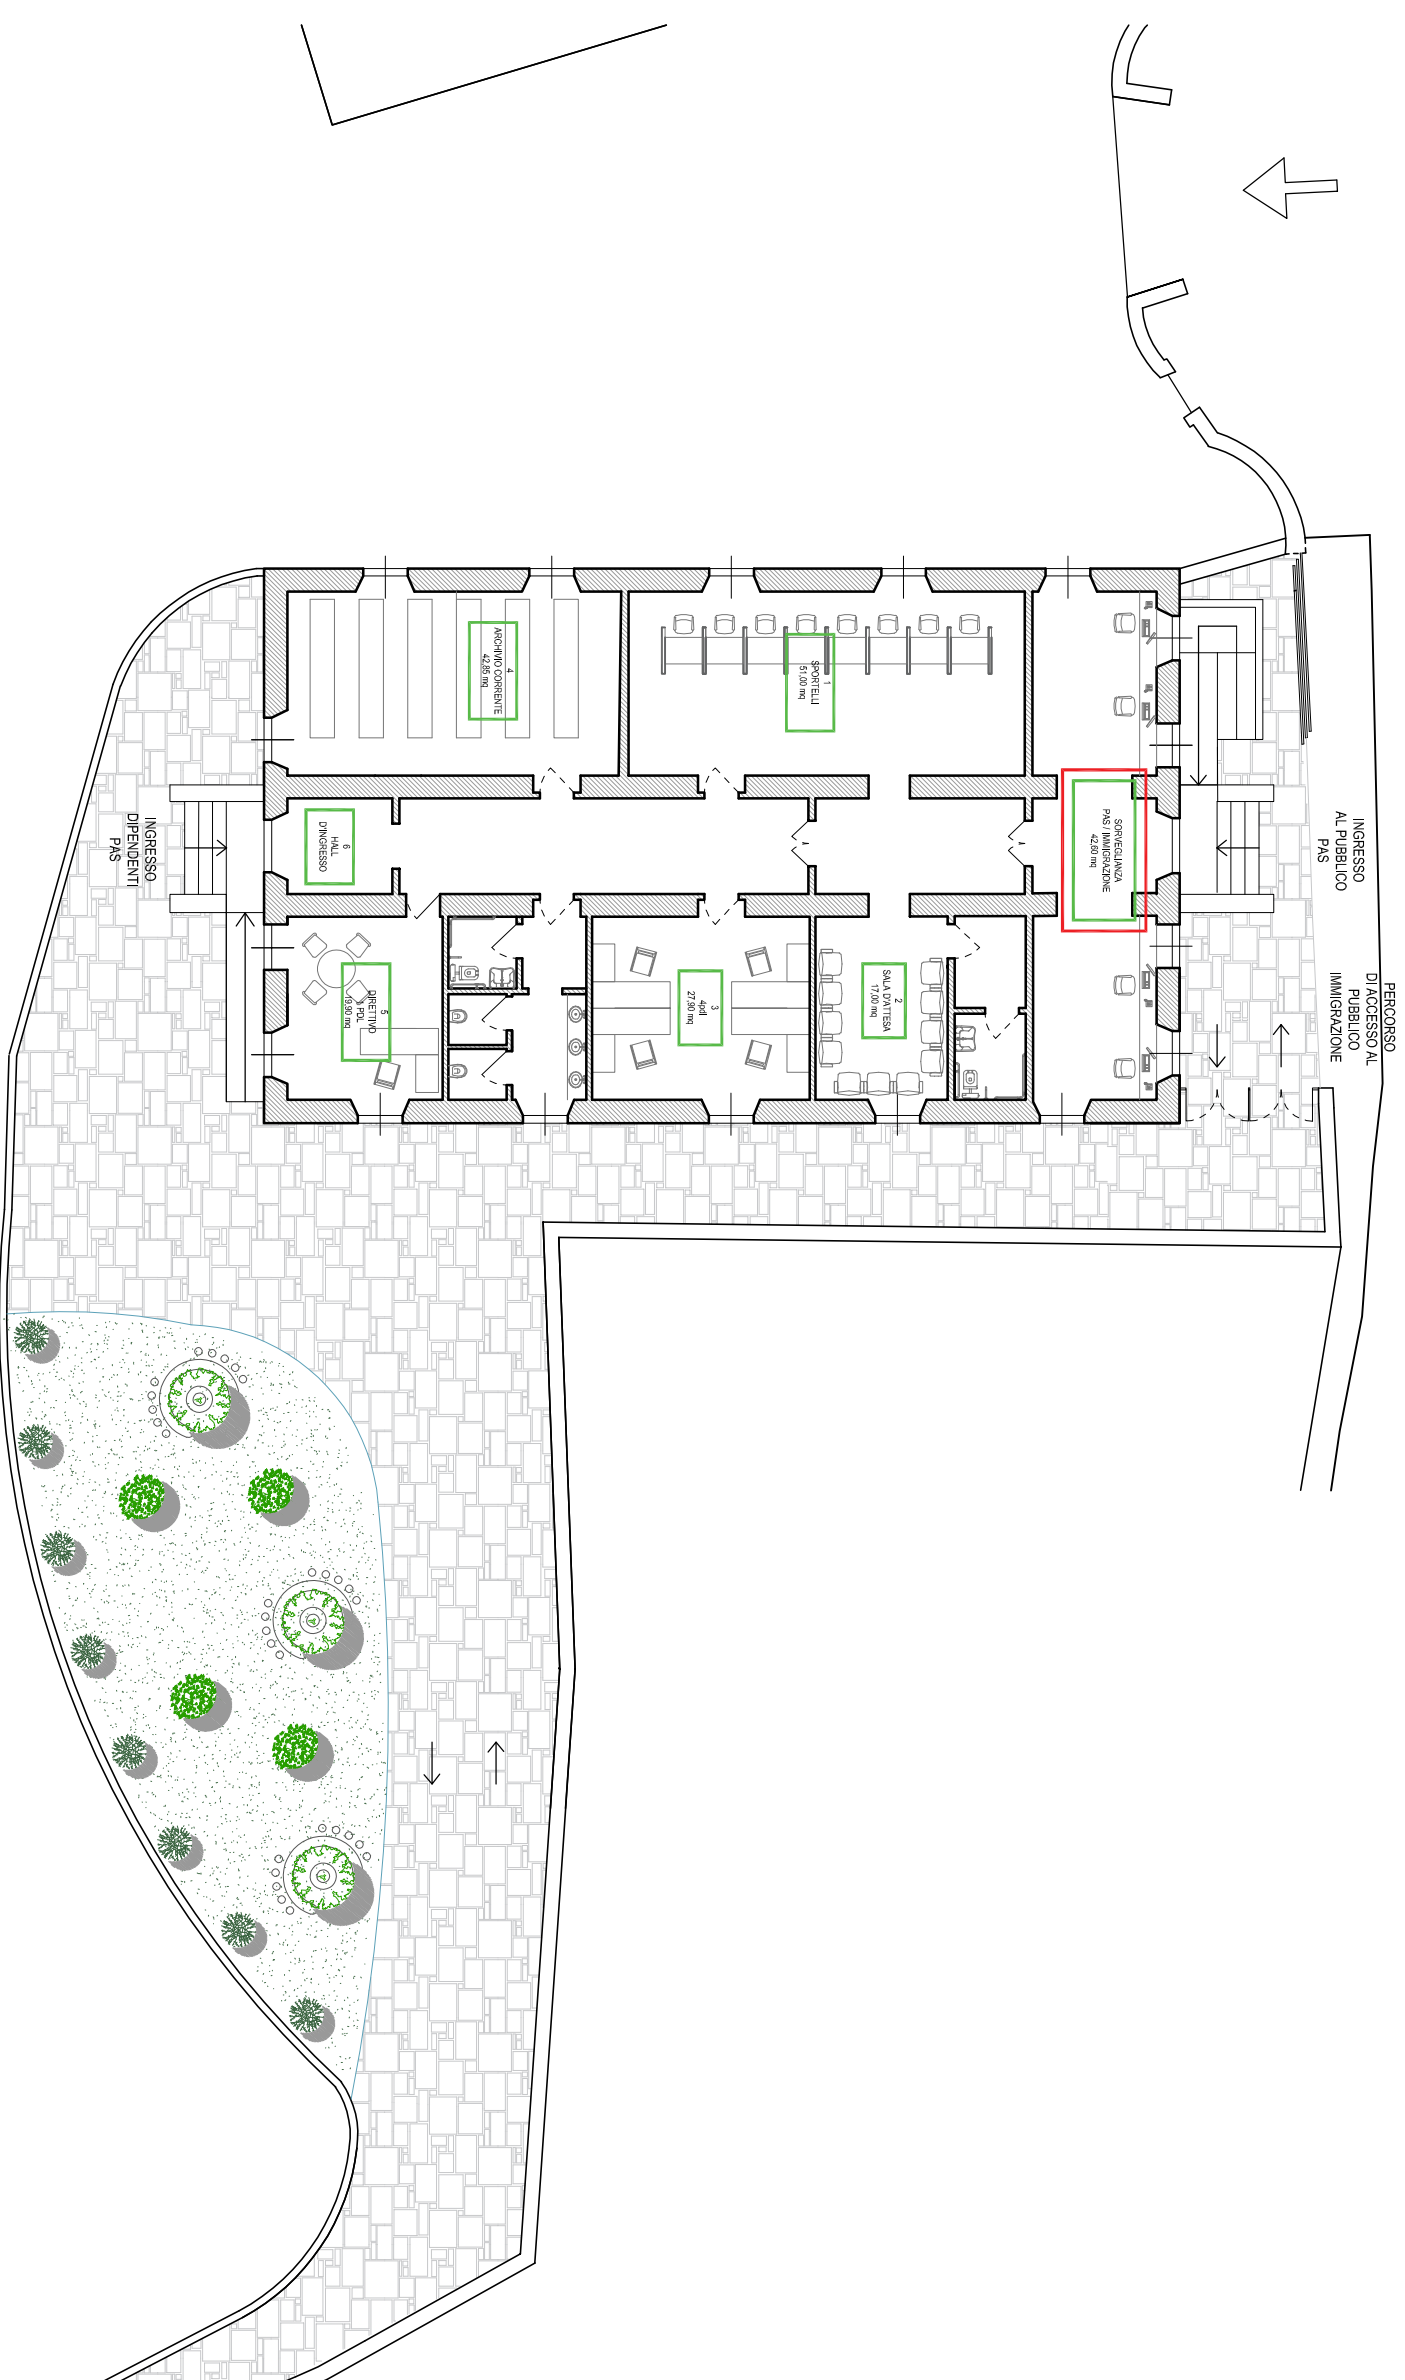 4
ARCHIVIO CORRENTE
42,85 mq
1
SPORTELLI
51,00 mq
SORVEGLIANZA
PAS / IMMIGRAZIONE
42,60 mq
6
HALL
D'INGRESSO
5
DIRETTIVO
1 PDL
19,90 mq
3
4pdl
27,90 mq
2
SALA D'ATTESA
17,00 mq
INGRESSO
DIPENDENTI
PAS
INGRESSO
AL PUBBLICO
PAS
PERCORSO
DI ACCESSO AL
PUBBLICO
IMMIGRAZIONE